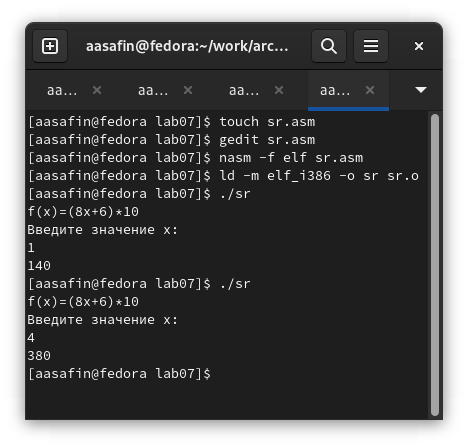 aasafin@fedora:~/work/arc...
aa... aa... aa... aa...
[aasafin@fedora lab07]$ touch sr.asm
[aasafin@fedora lab07]$ gedit sr.asm
[aasafin@fedora lab07]$ nasm -f elf sr.asm
[aasafin@fedora lab07]$ ld -m elf_i386 -o sr sr.o
[aasafin@fedora lab07]$ ./sr
f(x)=(8x+6)*10
Введите значение x:
1
140
[aasafin@fedora lab07]$ ./sr
f(x)=(8x+6)*10
Введите значение x:
4
380
[aasafin@fedora lab07]$